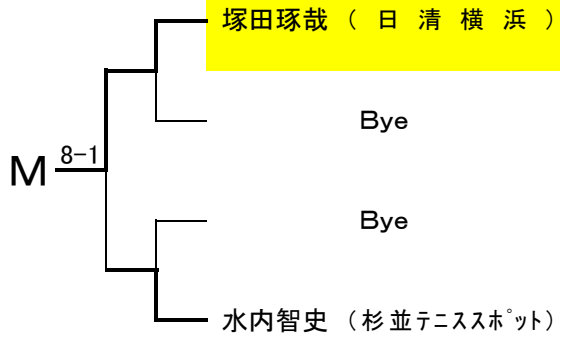 塚田琢哉 （ 日 清 横 浜 ）
Bye
M 8-1
Bye
水内智史 （杉並ﾃﾆｽｽﾎﾟｯﾄ）